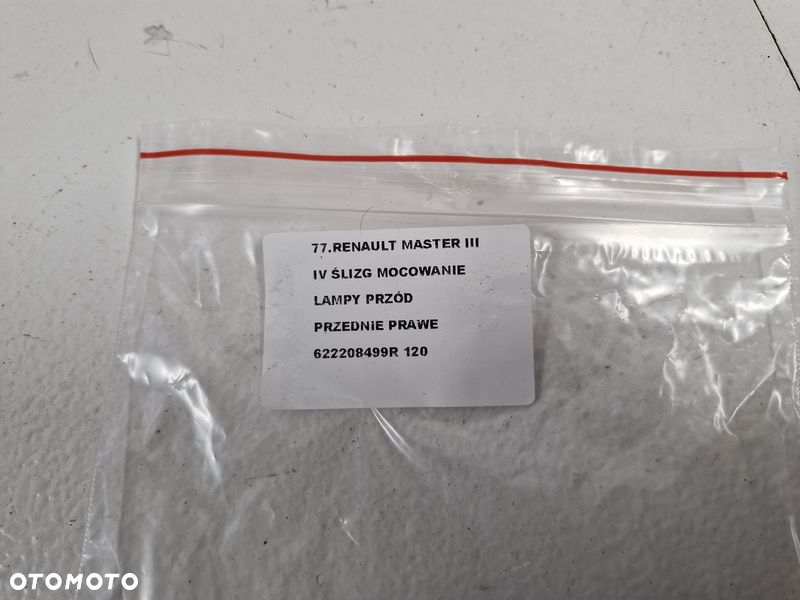 77.RENAULT MASTER III
IV ŚLIZG MOCOWANIE
LAMPY PRZÓD
PRZEDNIE PRAWE
622208499R 120
OTOMOTO